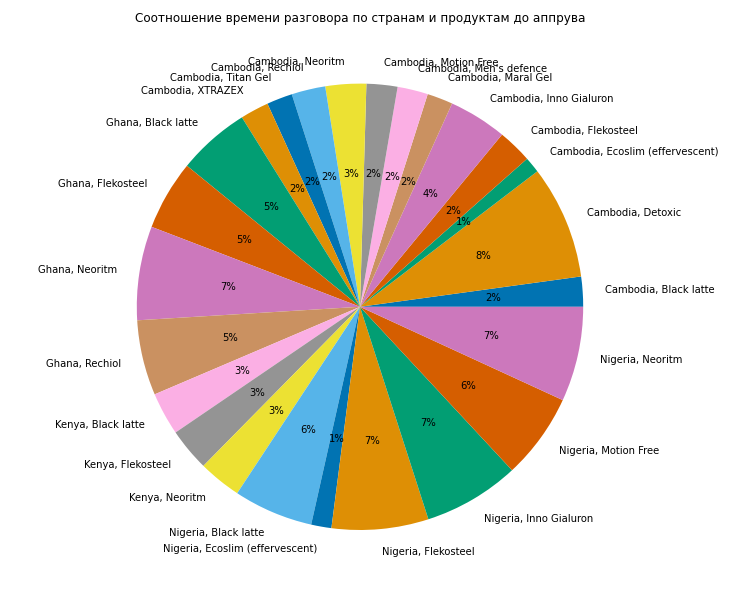 Соотношение времени разговора по странам и продуктам до аппрува
Cambodia, Black latte
2%
Cambodia, Detoxic
8%
Cambodia, Ecoslim (effervescent)
1%
Cambodia, Flekosteel
2%
Cambodia, Inno Gialuron
4%
Cambodia, Maral Gel
2%
Cambodia, Men's defence
2%
Cambodia, Motion Free
2%
Cambodia, Neoritm
3%
Cambodia, Rechiol
2%
Cambodia, Titan Gel
2%
Cambodia, XTRAZEX
2%
Ghana, Black latte
5%
Ghana, Flekosteel
5%
Ghana, Neoritm
7%
Ghana, Rechiol
5%
Kenya, Black latte
3%
Kenya, Flekosteel
3%
Kenya, Neoritm
3%
Nigeria, Black latte
6%
Nigeria, Ecoslim (effervescent)
1%
Nigeria, Flekosteel
7%
Nigeria, Inno Gialuron
7%
Nigeria, Motion Free
6%
Nigeria, Neoritm
7%